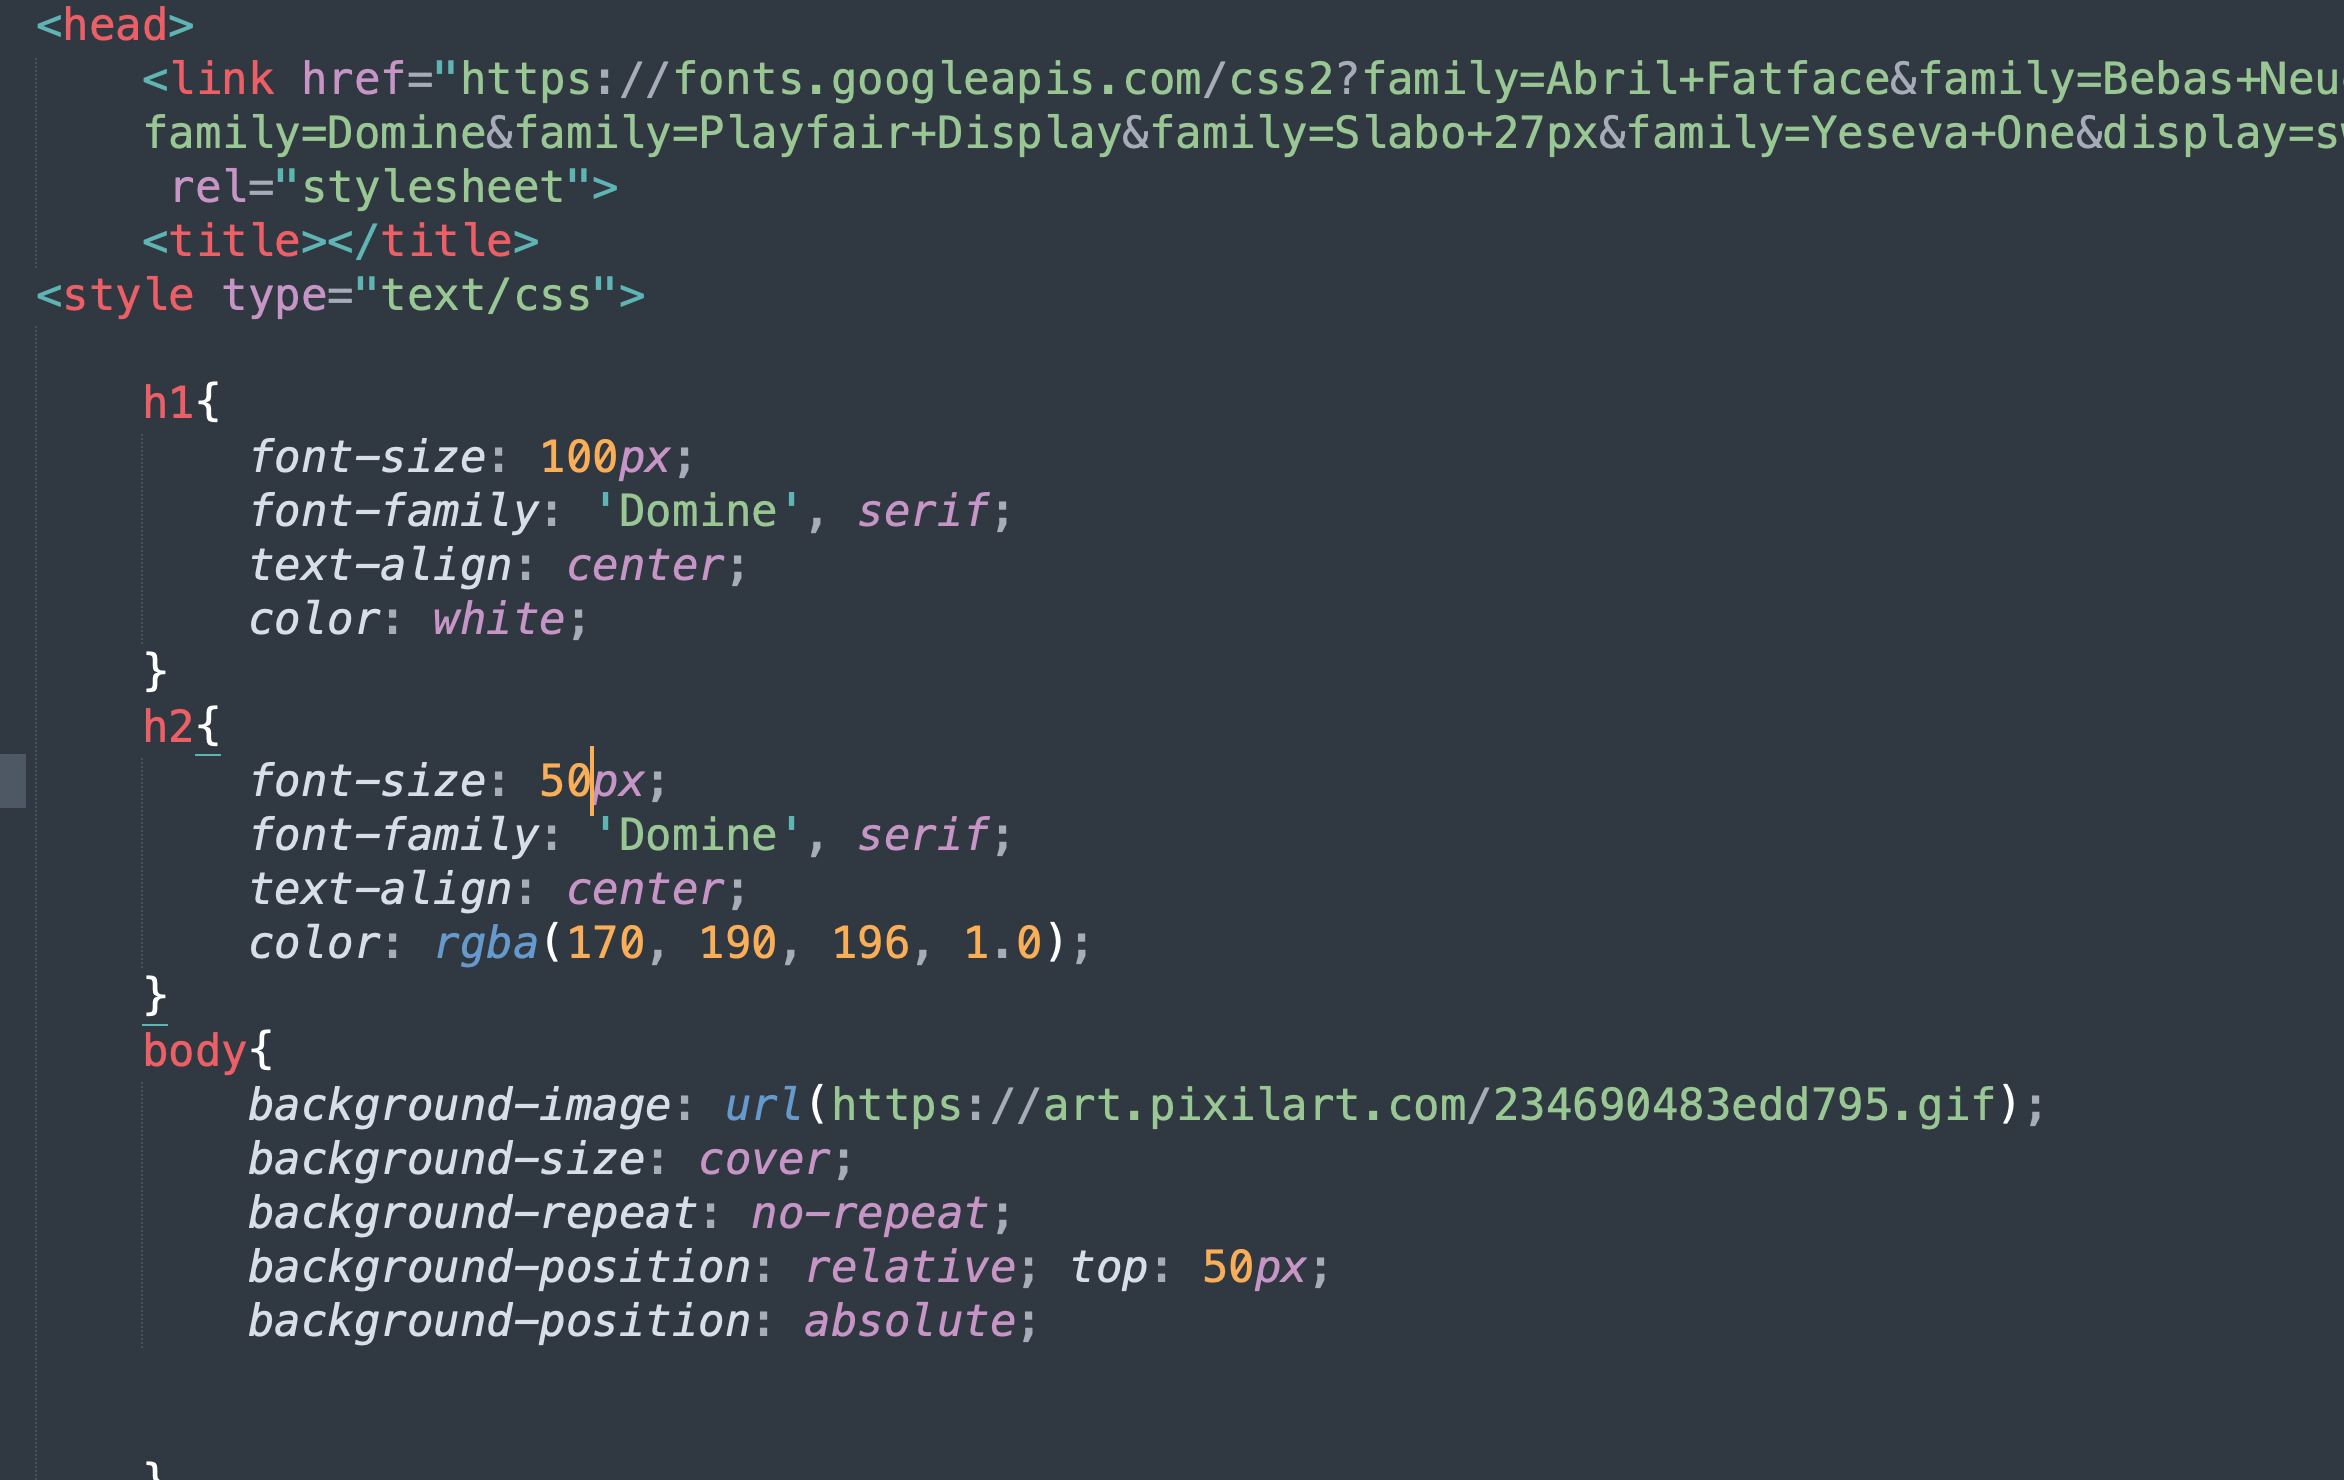 <head>
<link href="https://fonts.googleapis.com/css2?family=Abril+Fatface&family=Bebas+Neu
family=Domine&family=Playfair+Display&family=Slabo+27px&family=Yeseva+One&display=sw
rel="stylesheet">
<title></title>
<style type="text/css">
h1{
font-size: 100px;
font-family: 'Domine', serif;
text-align: center;
color: white;
}
h2{
font-size: 50px;
font-family: 'Domine', serif;
text-align: center;
color: rgba(170, 190, 196, 1.0);
}
body{
background-image: url(https://art.pixilart.com/234690483edd795.gif);
background-size: cover;
background-repeat: no-repeat;
background-position: relative; top: 50px;
background-position: absolute;
}